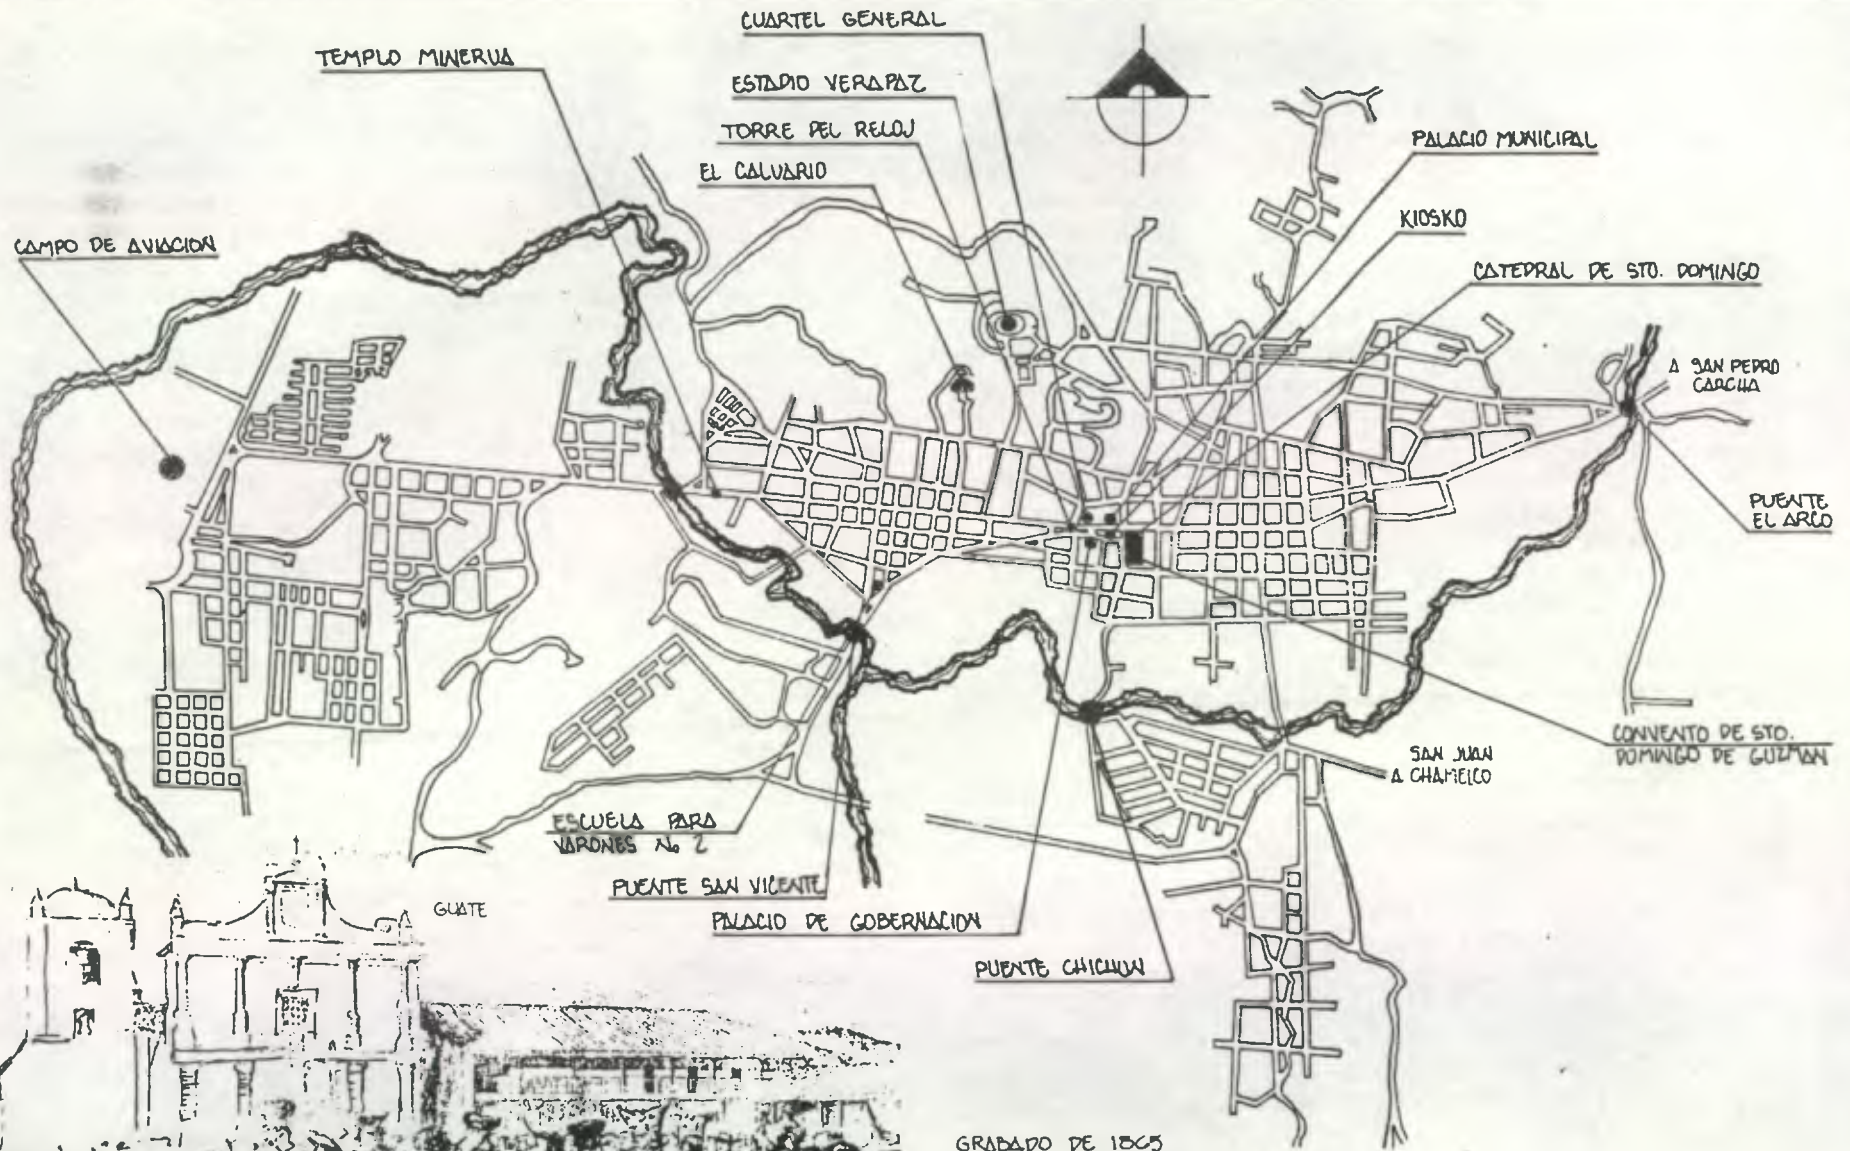 CUARTEL GENERAL
TEMPLO MINERVA
ESTADIO VERAPAZ
TORRE DEL RELOJ
EL CALVARIO
PALACIO MUNICIPAL
KIOSKO
CAMPO DE AVIACION
CATEDRAL DE STO. DOMINGO
A SAN PEDRO
CARCHA
PUENTE
EL ARCO
CONVENTO DE STO.
DOMINGO DE GUZMAN
SAN JUAN
A CHAMELCO
ESCUELA PARA
VARONES No 2
PUENTE SAN VICENTE
GUATE
PALACIO DE GOBERNACION
PUENTE CHICHUN
GRABADO DE 1865